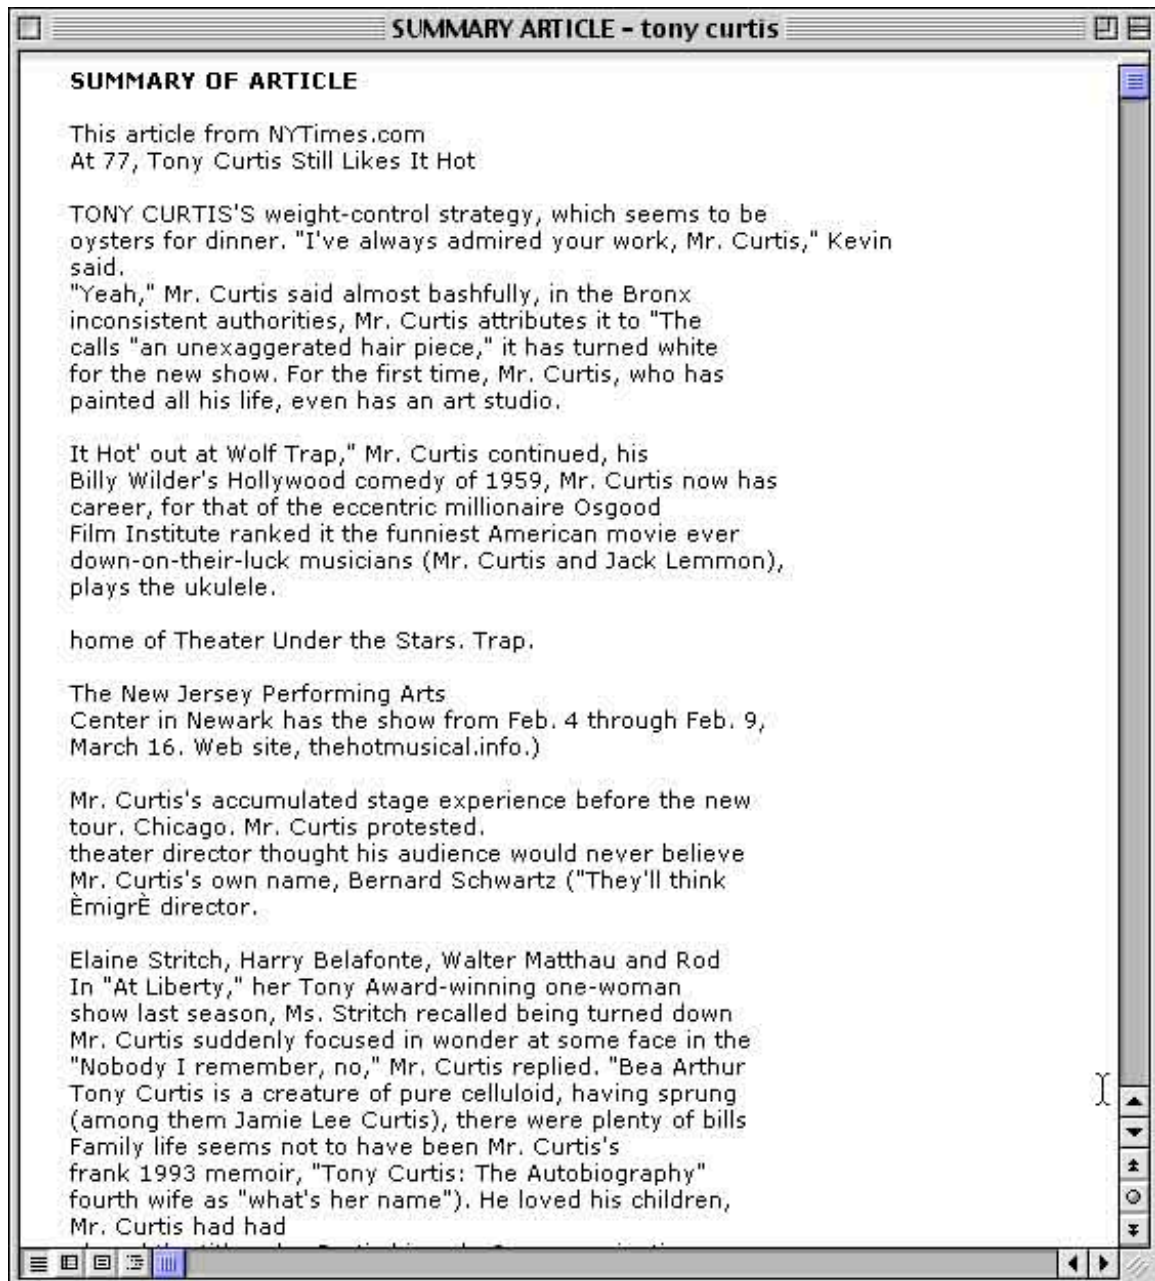 SUMMARY ARTICLE – tony curtis
SUMMARY OF ARTICLE
This article from NYTimes.com
At 77, Tony Curtis Still Likes It Hot
TONY CURTIS'S weight-control strategy, which seems to be
oysters for dinner. "I've always admired your work, Mr. Curtis," Kevin
said.
"Yeah," Mr. Curtis said almost bashfully, in the Bronx
inconsistent authorities, Mr. Curtis attributes it to "The
calls "an unexaggerated hair piece," it has turned white
for the new show. For the first time, Mr. Curtis, who has
painted all his life, even has an art studio.
It Hot' out at Wolf Trap," Mr. Curtis continued, his
Billy Wilder's Hollywood comedy of 1959, Mr. Curtis now has
career, for that of the eccentric millionaire Osgood
Film Institute ranked it the funniest American movie ever
down-on-their-luck musicians (Mr. Curtis and Jack Lemmon),
plays the ukulele.
home of Theater Under the Stars. Trap.
The New Jersey Performing Arts
Center in Newark has the show from Feb. 4 through Feb. 9,
March 16. Web site, thehotmusical.info.)
Mr. Curtis's accumulated stage experience before the new
tour. Chicago. Mr. Curtis protested.
theater director thought his audience would never believe
Mr. Curtis's own name, Bernard Schwartz ("They'll think
ÈmigrÈ director.
Elaine Stritch, Harry Belafonte, Walter Matthau and Rod
In "At Liberty," her Tony Award-winning one-woman
show last season, Ms. Stritch recalled being turned down
Mr. Curtis suddenly focused in wonder at some face in the
"Nobody I remember, no," Mr. Curtis replied. "Bea Arthur
Tony Curtis is a creature of pure celluloid, having sprung
(among them Jamie Lee Curtis), there were plenty of bills
Family life seems not to have been Mr. Curtis's
frank 1993 memoir, "Tony Curtis: The Autobiography"
fourth wife as "what's her name"). He loved his children,
Mr. Curtis had had